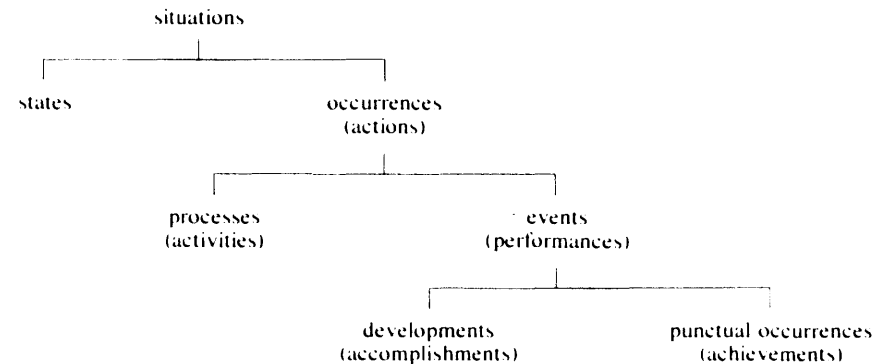 situations
states
occurrences
(actions)
processes
(activities)
events
(performances)
developments
(accomplishments)
punctual occurrences
(achievements)